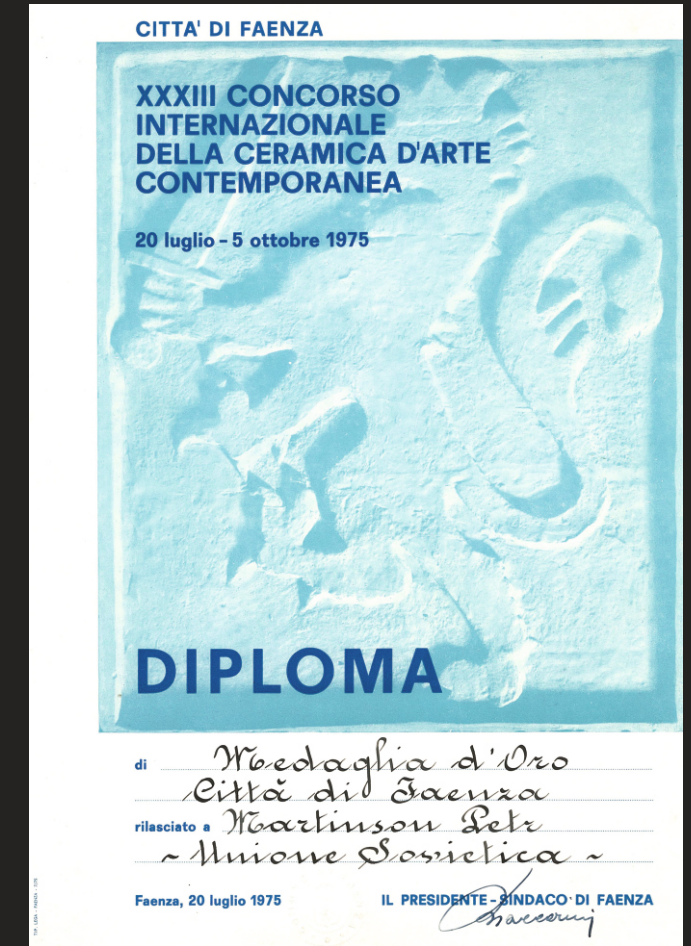 CITTA' DI FAENZA
XXXIII CONCORSO
INTERNAZIONALE
DELLA CERAMICA D'ARTE
CONTEMPORANEA
20 luglio - 5 ottobre 1975
DIPLOMA
di Medaglia d'Oro
Città di Faenza
rilasciato a Martinson Petr
~ Unione Sovietica ~
Faenza, 20 luglio 1975 IL PRESIDENTE - SINDACO DI FAENZA